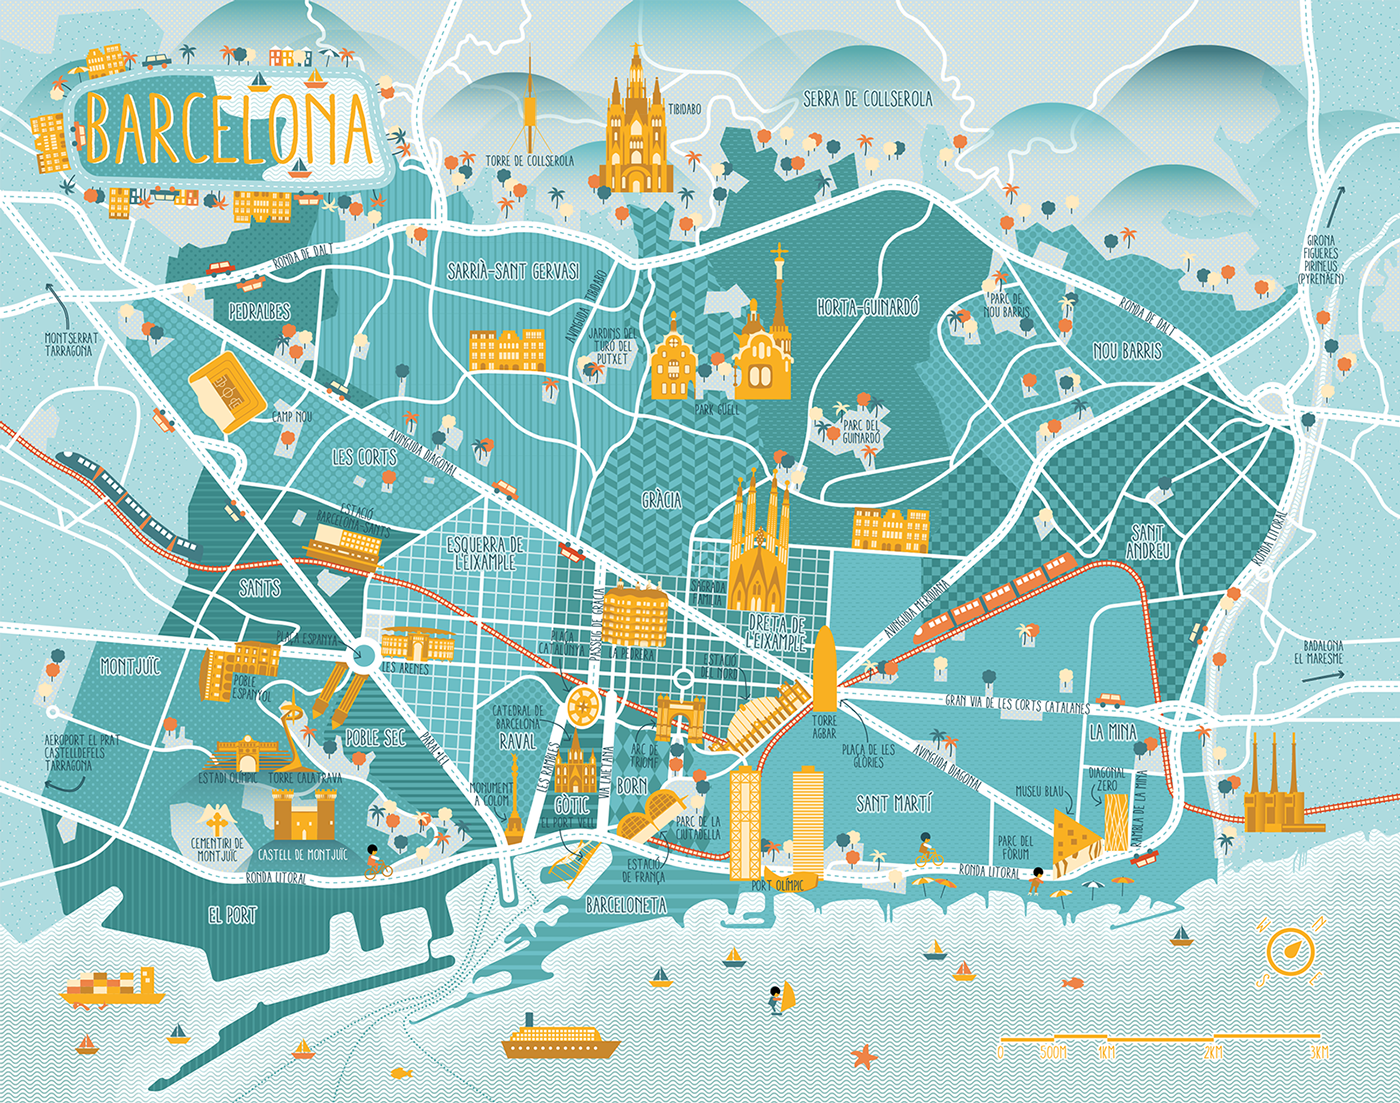 BARCELONA
TORRE DE COLLSEROLA
TIBIDABO
SERRA DE COLLSEROLA
GIRONA
FIGUERES
PIRINEUS
(PYRENÄEN)
RONDA DE DALT
SARRIÀ-SANT GERVASI
AVINGUDA TIBIDABO
PEDRALBES
HORTA-GUINARDÓ
PARC DE
NOU BARRIS
RONDA DE DALT
NOU BARRIS
MONTSERRAT
TARRAGONA
JARDINS DEL
TURÓ DEL
PUTXET
PARK GÜELL
CAMP NOU
PARC DEL
GUINARDÓ
LES CORTS
AVINGUDA DIAGONAL
GRÀCIA
ESTACIÓ
BARCELONA-SANTS
ESQUERRA DE
L'EIXAMPLE
SANT
ANDREU
RONDA LITORAL
SANTS
SAGRADA
FAMÍLIA
PASSEIG DE GRÀCIA
AVINGUDA MERIDIANA
DRETA DE
L'EIXAMPLE
PLAÇA ESPANYA
LES ARENES
PLAÇA
CATALUNYA
LA PEDRERA
ESTACIÓ
DEL NORD
BADALONA
EL MARESME
MONTJUÏC
POBLE
ESPANYOL
GRAN VIA DE LES CORTS CATALANES
CATEDRAL DE
BARCELONA
TORRE
AGBAR
LA MINA
AEROPORT EL PRAT
CASTELLDEFELS
TARRAGONA
POBLE SEC
PARAL·LEL
RAVAL
LES RAMBLES
VIA LAIETANA
ARC DE
TRIOMF
PLAÇA DE LES
GLÒRIES
AVINGUDA DIAGONAL
ESTADI OLÍMPIC
TORRE CALATRAVA
MONUMENT
A COLOM
BORN
GÒTIC
EL PORT VELL
SANT MARTÍ
MUSEU BLAU
DIAGONAL
ZERO
RAMBLA DE LA MINA
PARC DE LA
CIUTADELLA
CEMENTIRI DE
MONTJUÏC
CASTELL DE MONTJUÏC
PARC DEL
FÒRUM
ESTACIÓ
DE FRANÇA
RONDA LITORAL
RONDA LITORAL
PORT OLÍMPIC
EL PORT
BARCELONETA
W
N
S
E
0
500M
1KM
2KM
3KM